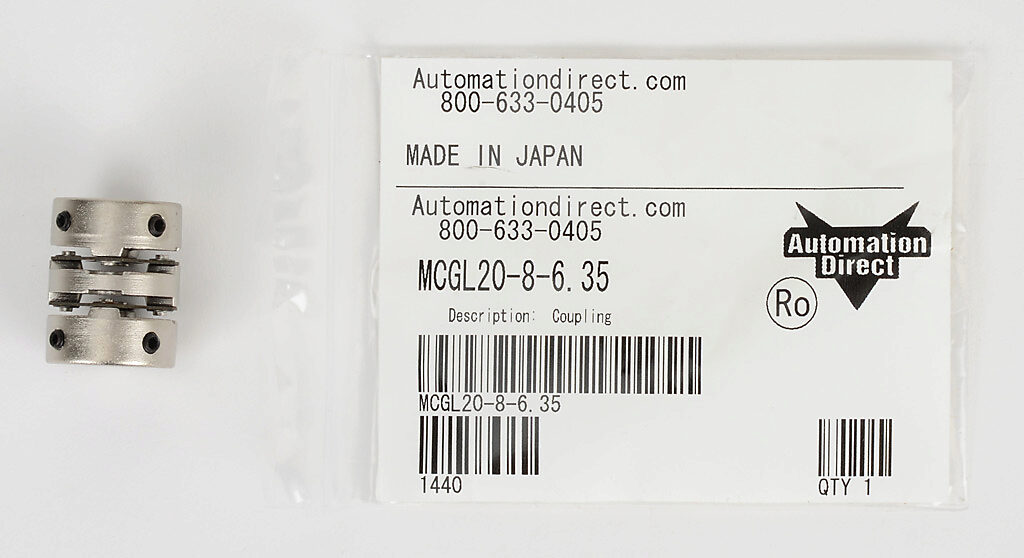 Automationdirect.com
800-633-0405
MADE IN JAPAN
Automationdirect.com
800-633-0405
MCGL20-8-6.35
Description: Coupling
MCGL20-8-6.35
1440
Automation
Direct
Ro
QTY 1